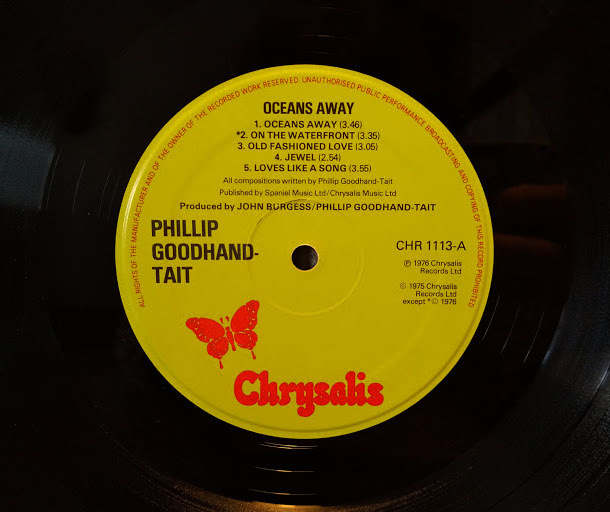 ALL RIGHTS OF THE MANUFACTURER AND OF THE OWNER OF THE RECORDED WORK RESERVED UNAUTHORISED PUBLIC PERFORMANCE BROADCASTING AND COPYING OF THIS RECORD PROHIBITED
OCEANS AWAY
1. OCEANS AWAY (3.46)
*2. ON THE WATERFRONT (3.35)
3. OLD FASHIONED LOVE (3.05)
4. JEWEL (2.54)
5. LOVES LIKE A SONG (3.55)
All compositions written by Phillip Goodhand-Tait
Published by Spaniel Music Ltd/Chrysalis Music Ltd
Produced by JOHN BURGESS/PHILLIP GOODHAND-TAIT
PHILLIP
GOODHAND-
TAIT
CHR 1113-A
℗ 1976 Chrysalis
Records Ltd
© 1975 Chrysalis
Records Ltd
except * © 1976
Chrysalis